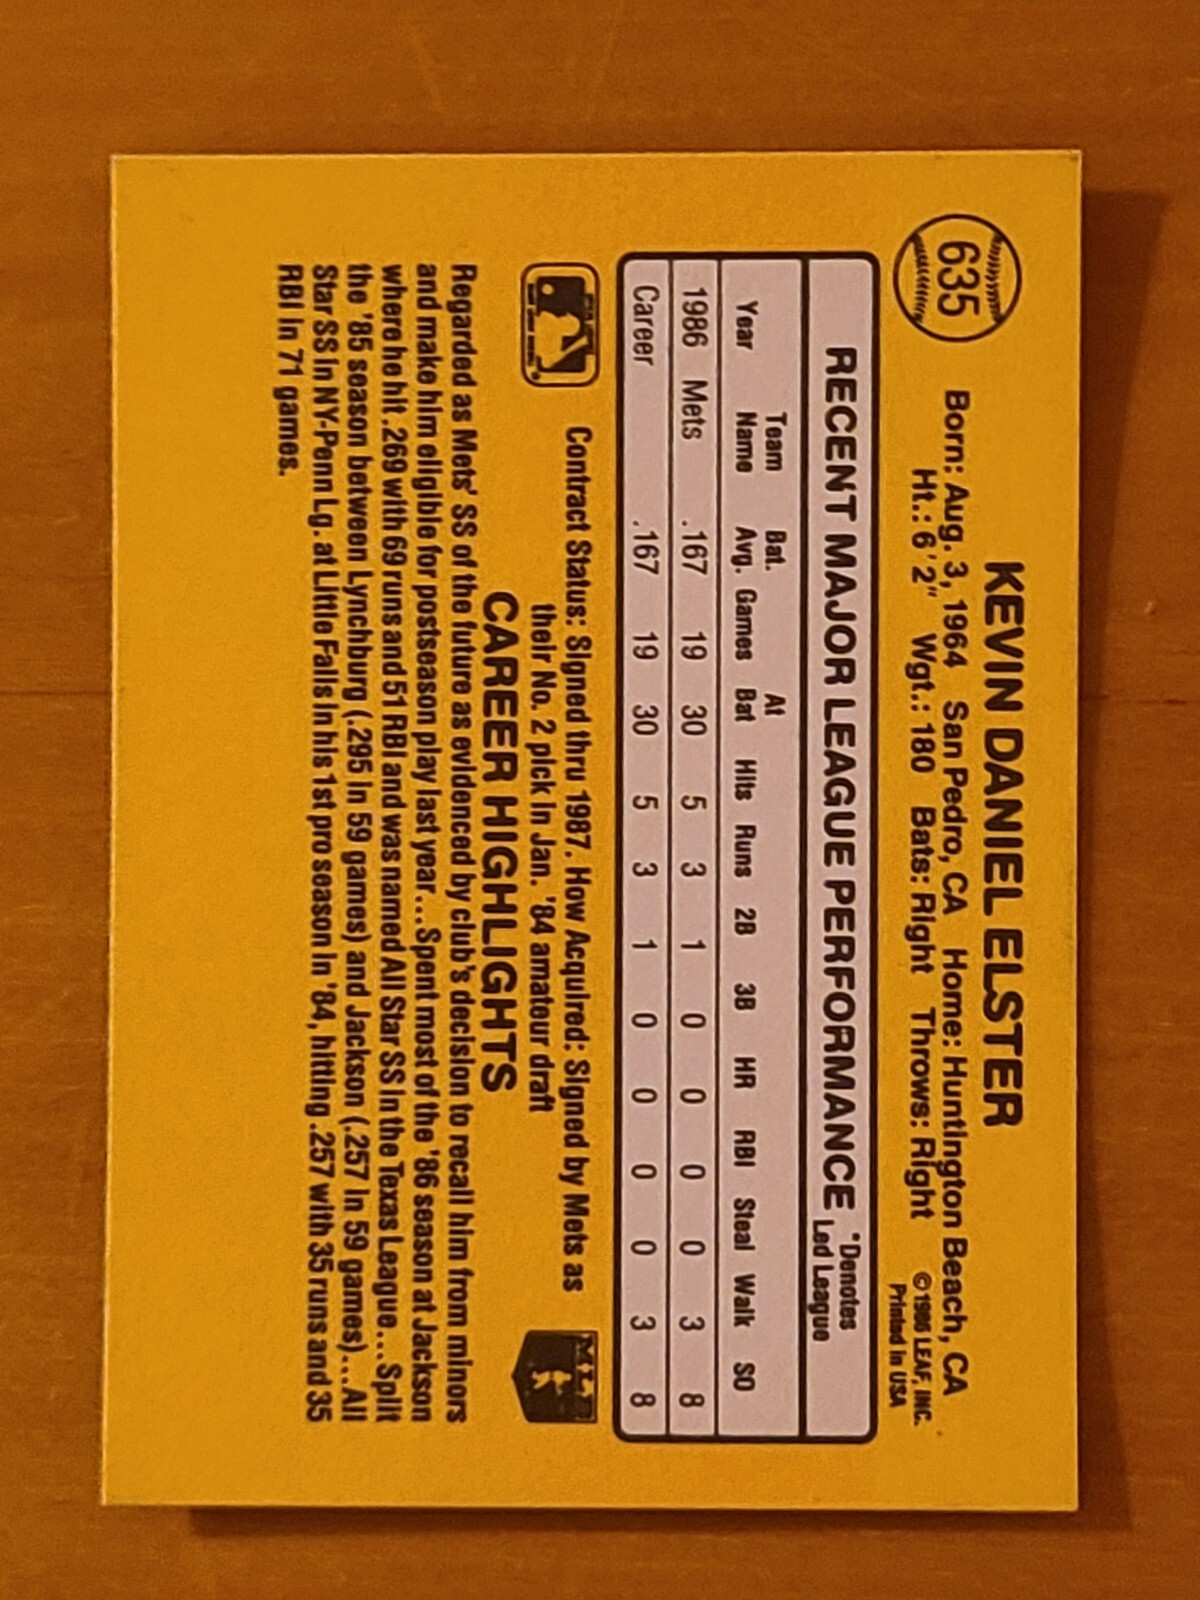 635
KEVIN DANIEL ELSTER
Born: Aug. 3, 1964 San Pedro, CA Home: Huntington Beach, CA
Ht.: 6'2" Wgt.: 180 Bats: Right Throws: Right
©1986 LEAF, INC.
Printed in USA
RECENT MAJOR LEAGUE PERFORMANCE *Denotes
Led League
Team Bat. At
Year Name Avg. Games Bat Hits Runs 2B 3B HR RBI Steal Walk SO
1986 Mets .167 19 30 5 3 1 0 0 0 0 3 8
Career .167 19 30 5 3 1 0 0 0 0 3 8
Contract Status: Signed thru 1987. How Acquired: Signed by Mets as
their No. 2 pick in Jan. '84 amateur draft
MLB
CAREER HIGHLIGHTS
Regarded as Mets' SS of the future as evidenced by club's decision to recall him from minors
and make him eligible for postseason play last year...Spent most of the '86 season at Jackson
where he hit .269 with 69 runs and 51 RBI and was named All Star SS in the Texas League...Split
the '85 season between Lynchburg (.295 in 59 games) and Jackson (.257 in 59 games)...All
Star SS in NY-Penn Lg. at Little Falls in his 1st pro season in '84, hitting .257 with 35 runs and 35
RBI in 71 games.